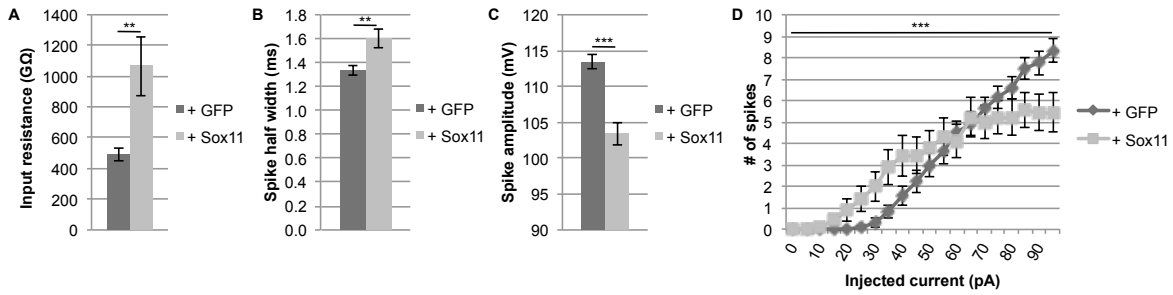 A
Input resistance (GΩ)
1400
1200
1000
800
600
400
200
0
**
+ GFP
+ Sox11
B
Spike half width (ms)
1.8
1.6
1.4
1.2
1.0
0.8
0.6
0.4
0.2
0.0
**
+ GFP
+ Sox11
C
Spike amplitude (mV)
115
110
105
100
95
90
***
+ GFP
+ Sox11
D
# of spikes
9
8
7
6
5
4
3
2
1
0
***
0
10
20
30
40
50
60
70
80
90
Injected current (pA)
+ GFP
+ Sox11